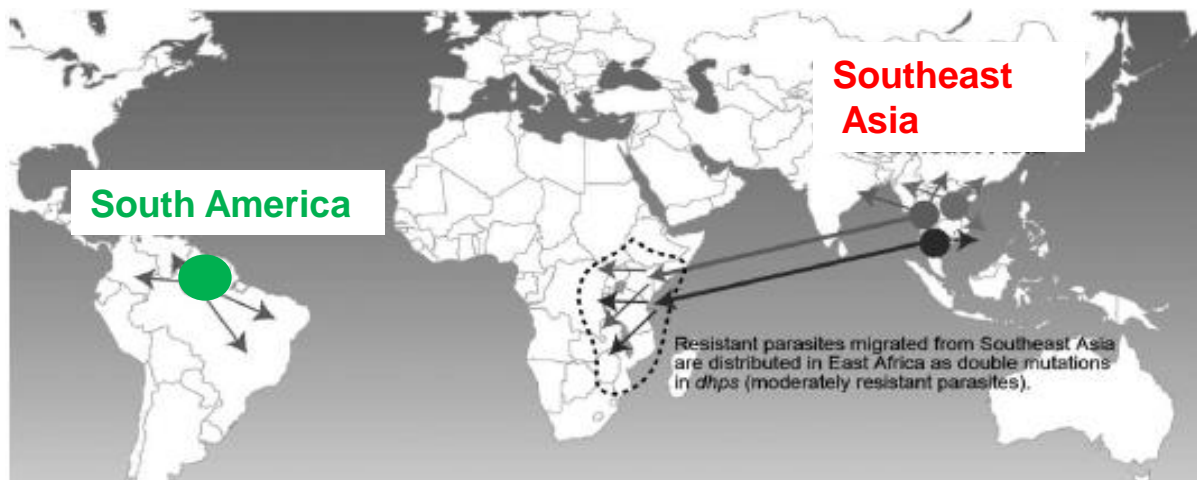 Southeast
Asia
South America
Resistant parasites migrated from Southeast Asia
are distributed in East Africa as double mutations
in dhps (moderately resistant parasites).